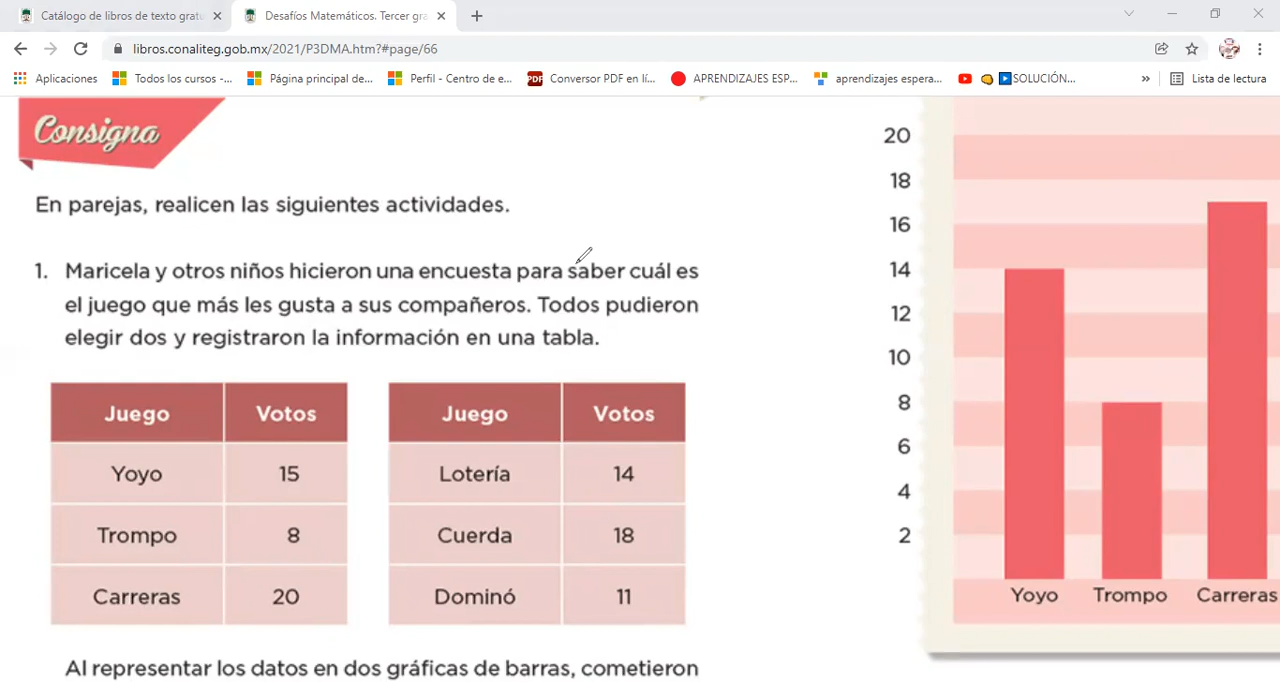 Catálogo de libros de texto gratu
Desafíos Matemáticos. Tercer gra
libros.conaliteg.gob.mx/2021/P3DMA.htm?#page/66
Aplicaciones
Todos los cursos -...
Página principal de...
Perfil - Centro de e...
PDF
Conversor PDF en lí...
APRENDIZAJES ESP...
aprendizajes espera...
SOLUCIÓN...
»
Lista de lectura
Consigna
En parejas, realicen las siguientes actividades.
1. Maricela y otros niños hicieron una encuesta para saber cuál es
el juego que más les gusta a sus compañeros. Todos pudieron
elegir dos y registraron la información en una tabla.
Juego Votos
Yoyo 15
Trompo 8
Carreras 20
Juego Votos
Lotería 14
Cuerda 18
Dominó 11
Al representar los datos en dos gráficas de barras, cometieron
20
18
16
14
12
10
8
6
4
2
Yoyo Trompo Carreras